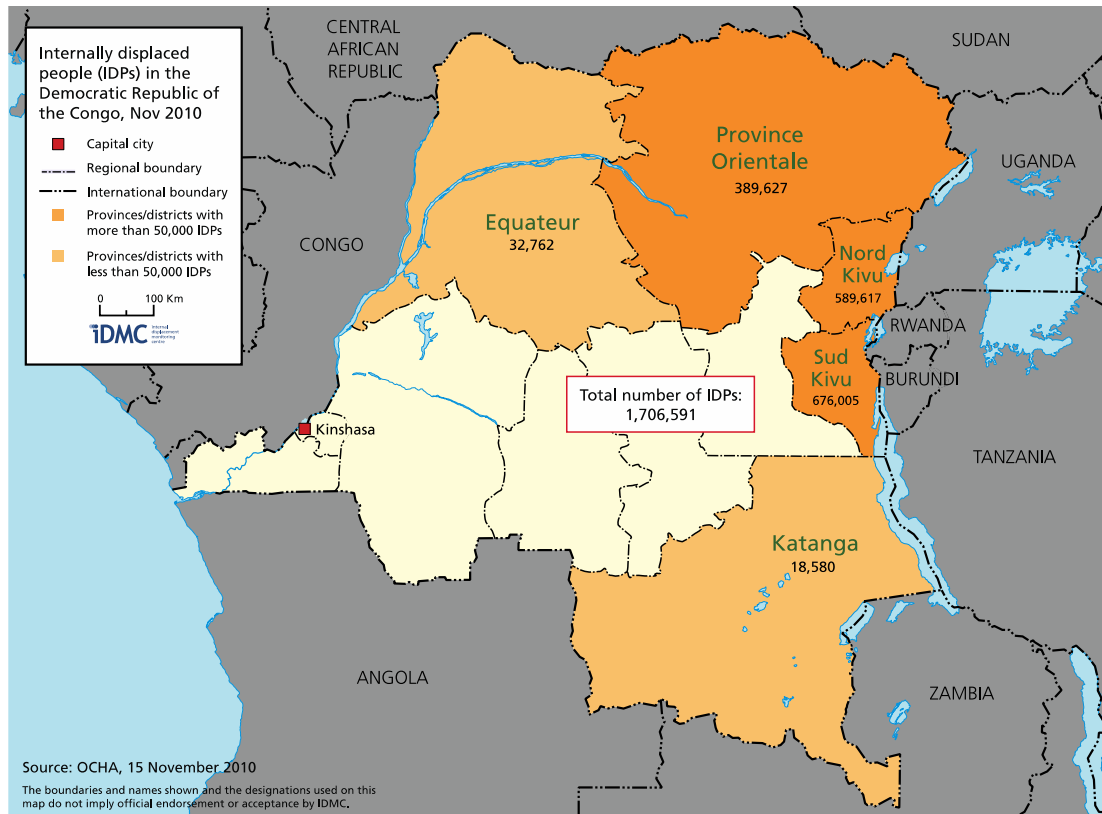 Internally displaced
people (IDPs) in the
Democratic Republic of
the Congo, Nov 2010
Capital city
Regional boundary
International boundary
Provinces/districts with
more than 50,000 IDPs
Provinces/districts with
less than 50,000 IDPs
0 100 Km
iDMC
internal
displacement
monitoring
centre
CENTRAL
AFRICAN
REPUBLIC
SUDAN
Province
Orientale
389,627
UGANDA
Equateur
32,762
CONGO
Nord
Kivu
589,617
RWANDA
Sud
Kivu
676,005
BURUNDI
Total number of IDPs:
1,706,591
Kinshasa
TANZANIA
Katanga
18,580
ANGOLA
ZAMBIA
Source: OCHA, 15 November 2010
The boundaries and names shown and the designations used on this
map do not imply official endorsement or acceptance by IDMC.